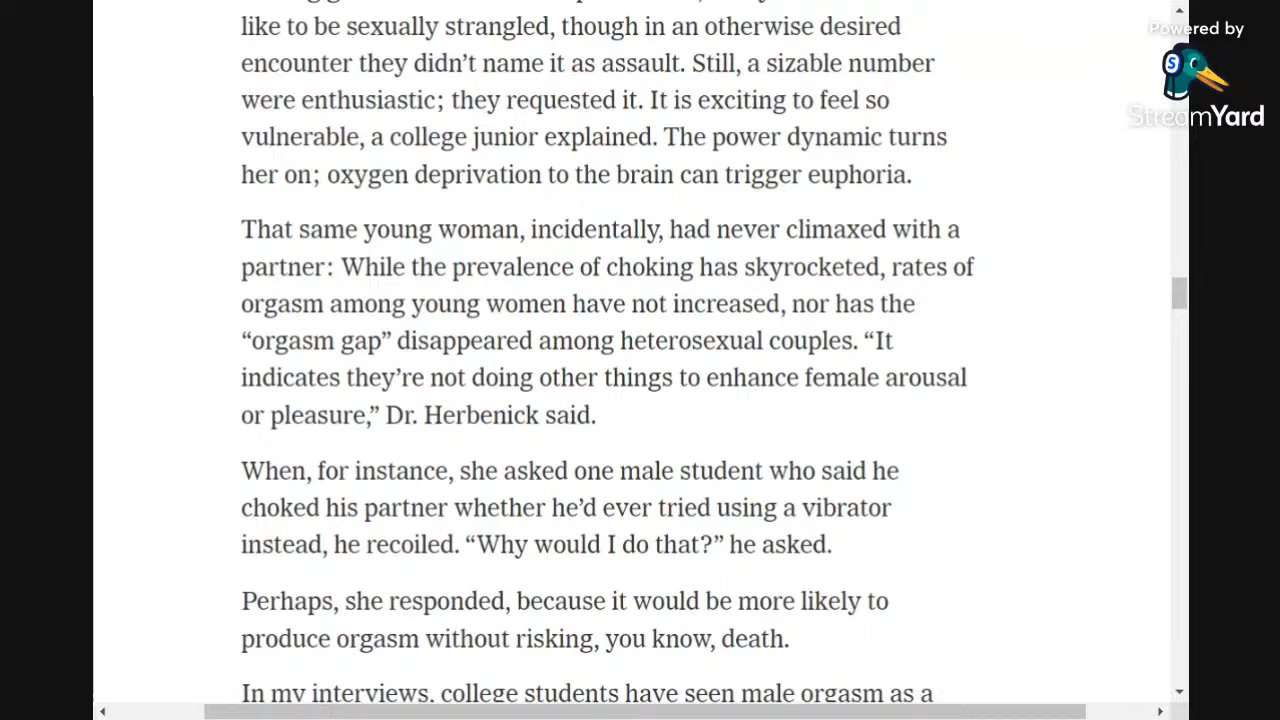 like to be sexually strangled, though in an otherwise desired
encounter they didn’t name it as assault. Still, a sizable number
were enthusiastic; they requested it. It is exciting to feel so
vulnerable, a college junior explained. The power dynamic turns
her on; oxygen deprivation to the brain can trigger euphoria.
That same young woman, incidentally, had never climaxed with a
partner: While the prevalence of choking has skyrocketed, rates of
orgasm among young women have not increased, nor has the
“orgasm gap” disappeared among heterosexual couples. “It
indicates they’re not doing other things to enhance female arousal
or pleasure,” Dr. Herbenick said.
When, for instance, she asked one male student who said he
choked his partner whether he’d ever tried using a vibrator
instead, he recoiled. “Why would I do that?” he asked.
Perhaps, she responded, because it would be more likely to
produce orgasm without risking, you know, death.
In my interviews, college students have seen male orgasm as a
Powered by
S
StreamYard